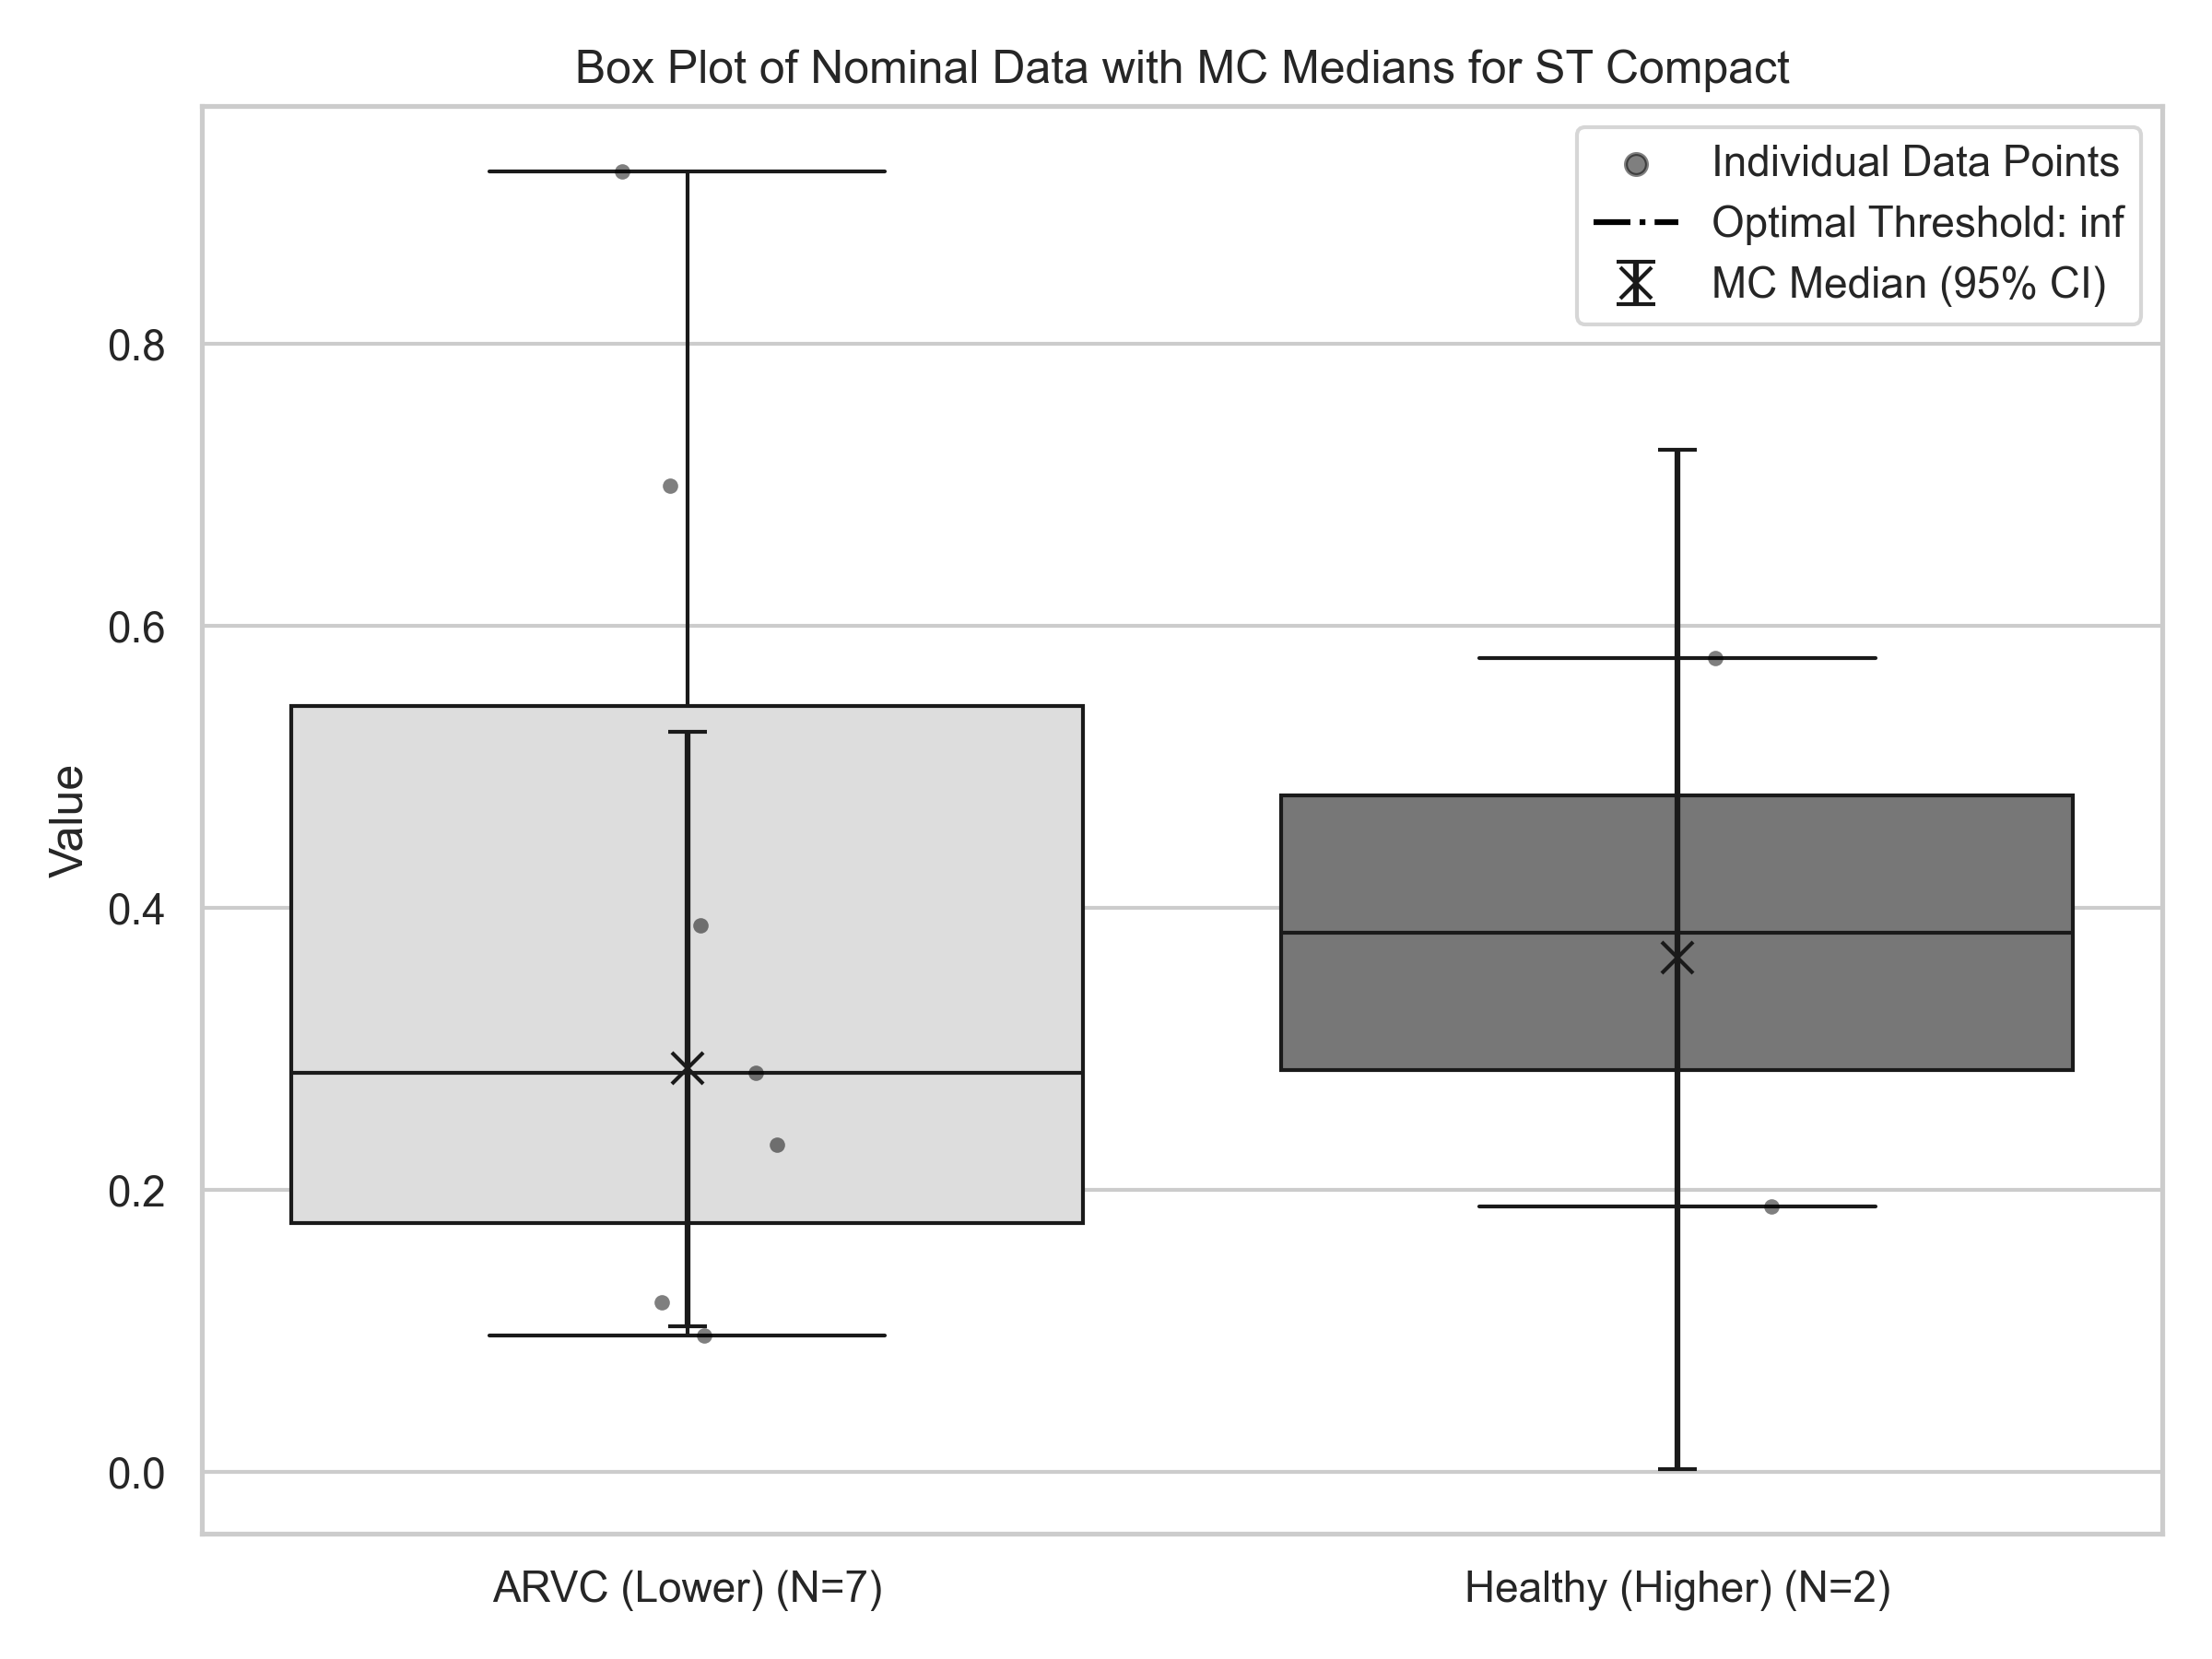 Box Plot of Nominal Data with MC Medians for ST Compact
Individual Data Points
Optimal Threshold: inf
MC Median (95% CI)
Value
0.8
0.6
0.4
0.2
0.0
ARVC (Lower) (N=7)
Healthy (Higher) (N=2)